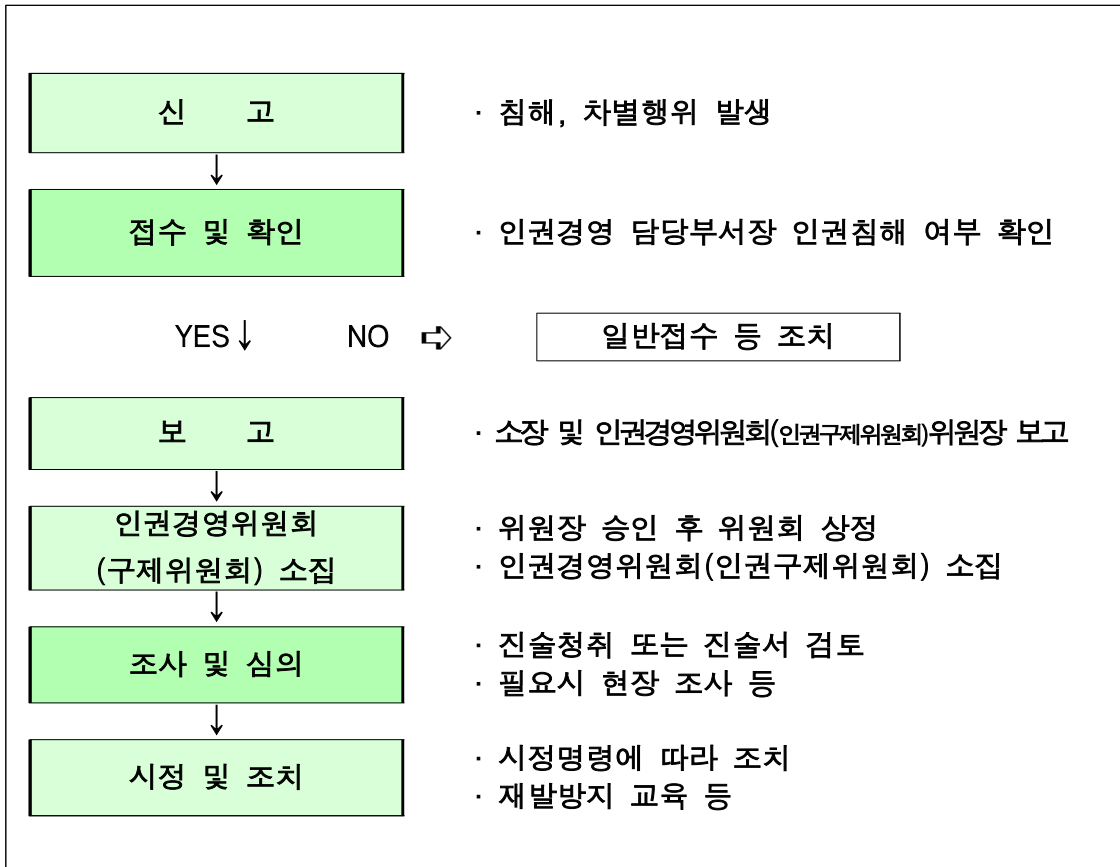 신 고
· 침해, 차별행위 발생
↓
접수 및 확인
· 인권경영 담당부서장 인권침해 여부 확인
YES↓ NO ➪ 일반접수 등 조치
보 고
· 소장 및 인권경영위원회(인권구제위원회)위원장 보고
↓
인권경영위원회
(구제위원회) 소집
· 위원장 승인 후 위원회 상정
· 인권경영위원회(인권구제위원회) 소집
↓
조사 및 심의
· 진술청취 또는 진술서 검토
· 필요시 현장 조사 등
↓
시정 및 조치
· 시정명령에 따라 조치
· 재발방지 교육 등